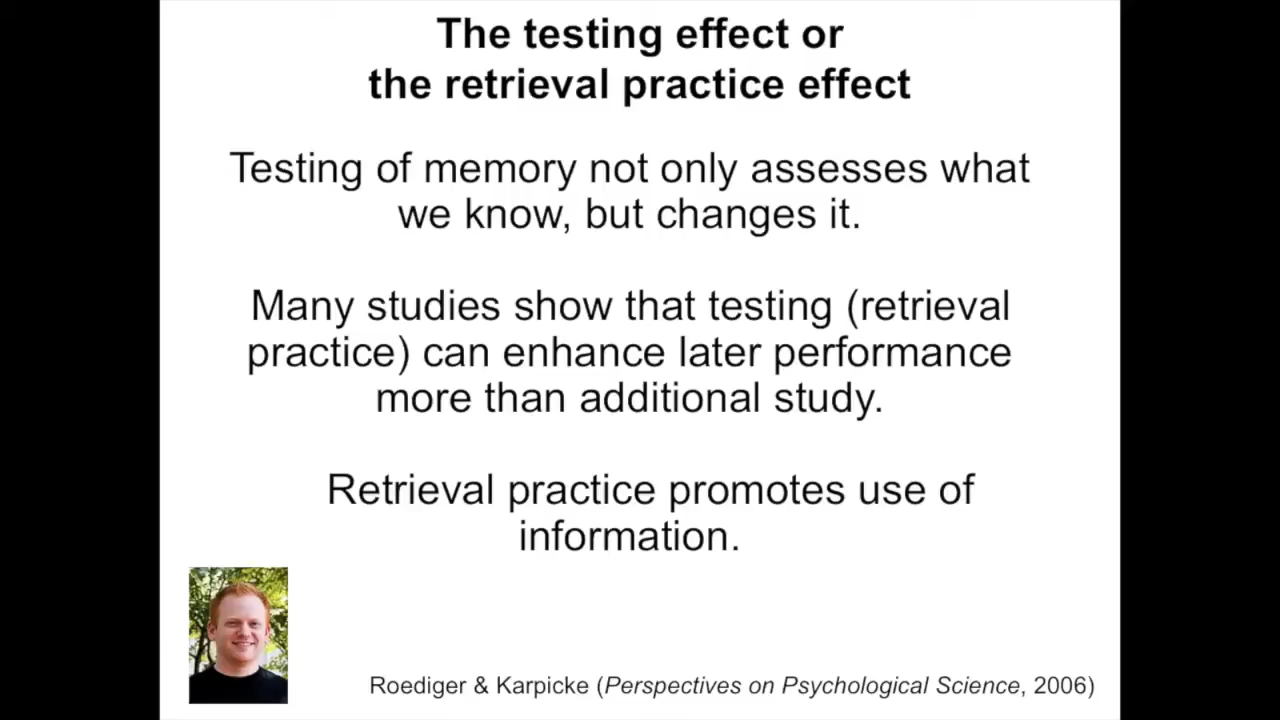 The testing effect or
the retrieval practice effect
Testing of memory not only assesses what
we know, but changes it.
Many studies show that testing (retrieval
practice) can enhance later performance
more than additional study.
Retrieval practice promotes use of
information.
Roediger & Karpicke (Perspectives on Psychological Science, 2006)